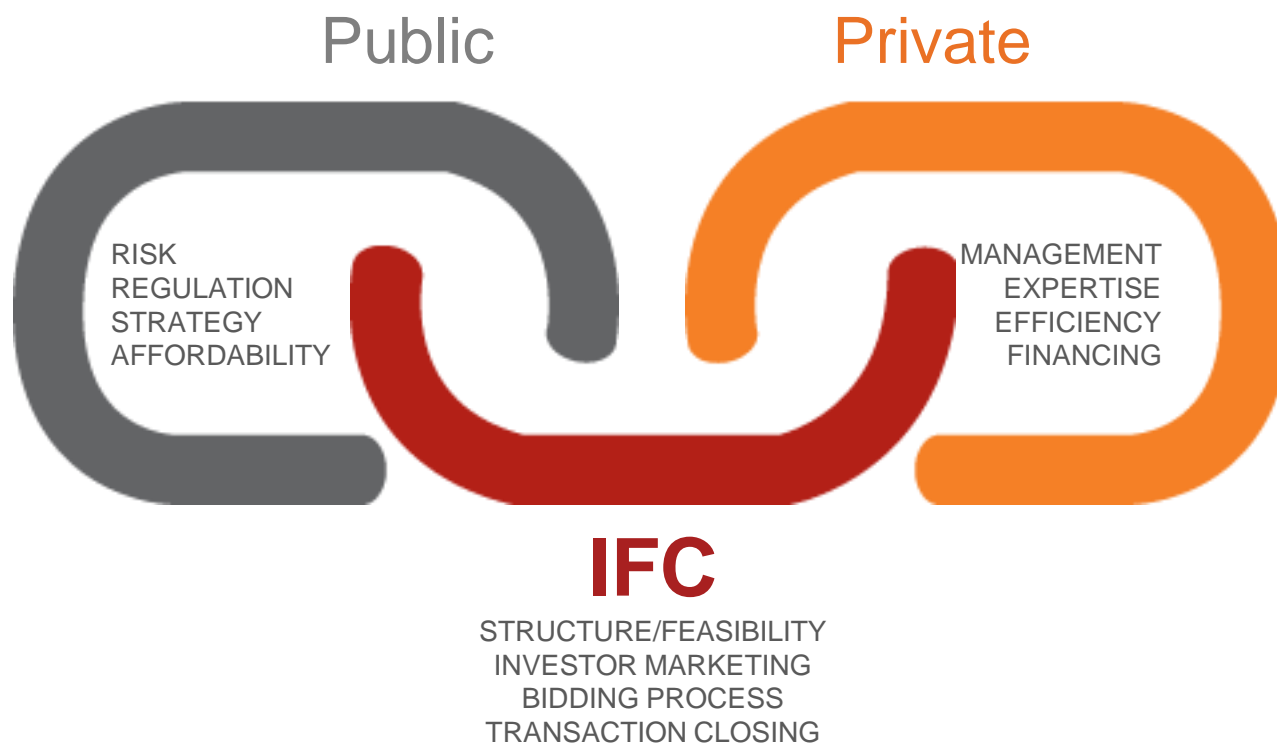 Public
Private
RISK
REGULATION
STRATEGY
AFFORDABILITY
MANAGEMENT
EXPERTISE
EFFICIENCY
FINANCING
IFC
STRUCTURE/FEASIBILITY
INVESTOR MARKETING
BIDDING PROCESS
TRANSACTION CLOSING